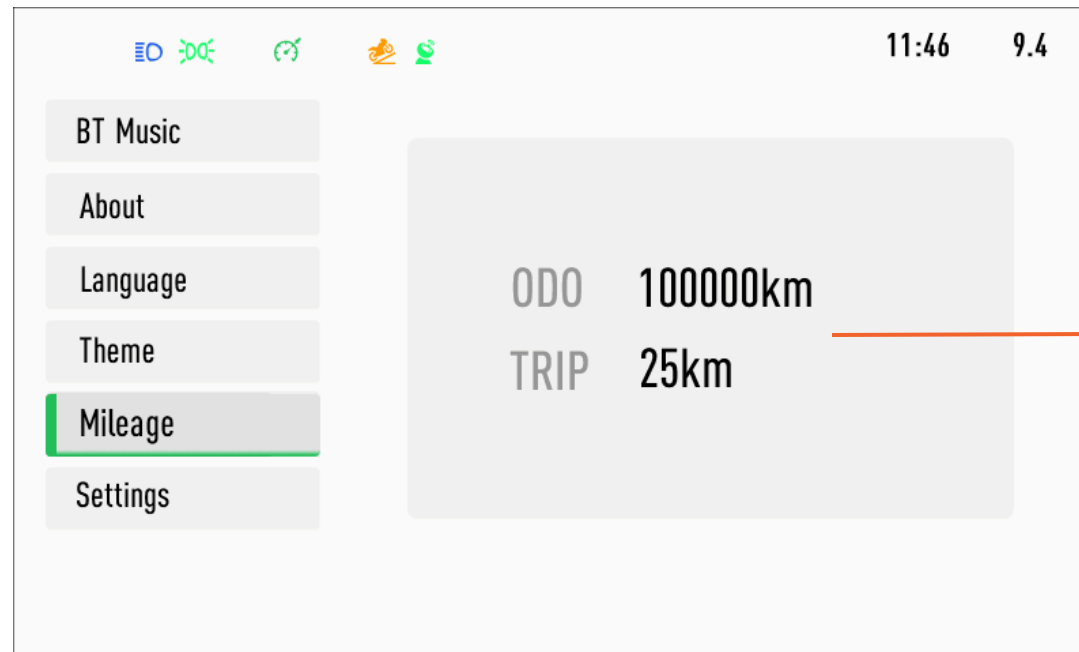 11:46 9.4
BT Music
About
Language
Theme
Mileage
Settings
ODO 100000km
TRIP 25km